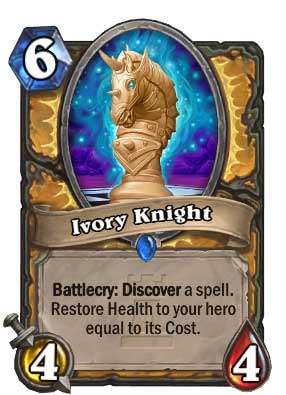 6
Ivory Knight
Battlecry: Discover a spell.
Restore Health to your hero
equal to its Cost.
4
4